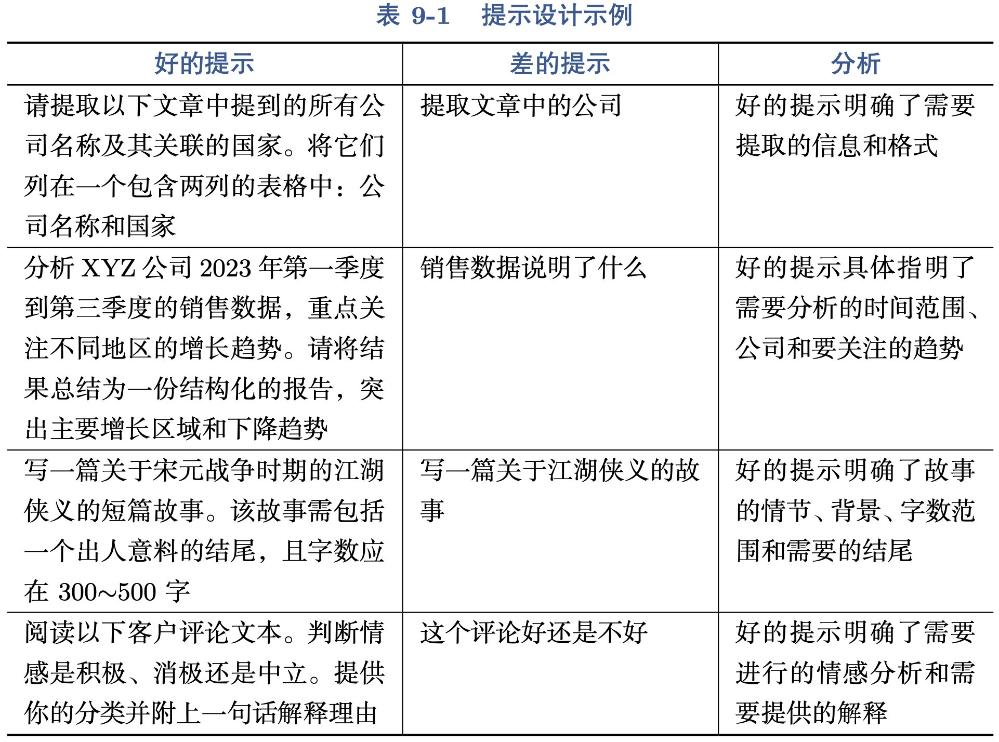 表 9-1 提示设计示例
好的提示
差的提示
分析
请提取以下文章中提到的所有公
司名称及其关联的国家。将它们
列在一个包含两列的表格中：公
司名称和国家
提取文章中的公司
好的提示明确了需要
提取的信息和格式
分析 XYZ 公司 2023 年第一季度
到第三季度的销售数据，重点关
注不同地区的增长趋势。请将结
果总结为一份结构化的报告，突
出主要增长区域和下降趋势
销售数据说明了什么
好的提示具体指明了
需要分析的时间范围、
公司和要关注的趋势
写一篇关于宋元战争时期的江湖
侠义的短篇故事。该故事需包括
一个出人意料的结尾，且字数应
在 300~500 字
写一篇关于江湖侠义的故
事
好的提示明确了故事
的情节、背景、字数范
围和需要的结尾
阅读以下客户评论文本。判断情
感是积极、消极还是中立。提供
你的分类并附上一句话解释理由
这个评论好还是不好
好的提示明确了需要
进行的情感分析和需
要提供的解释